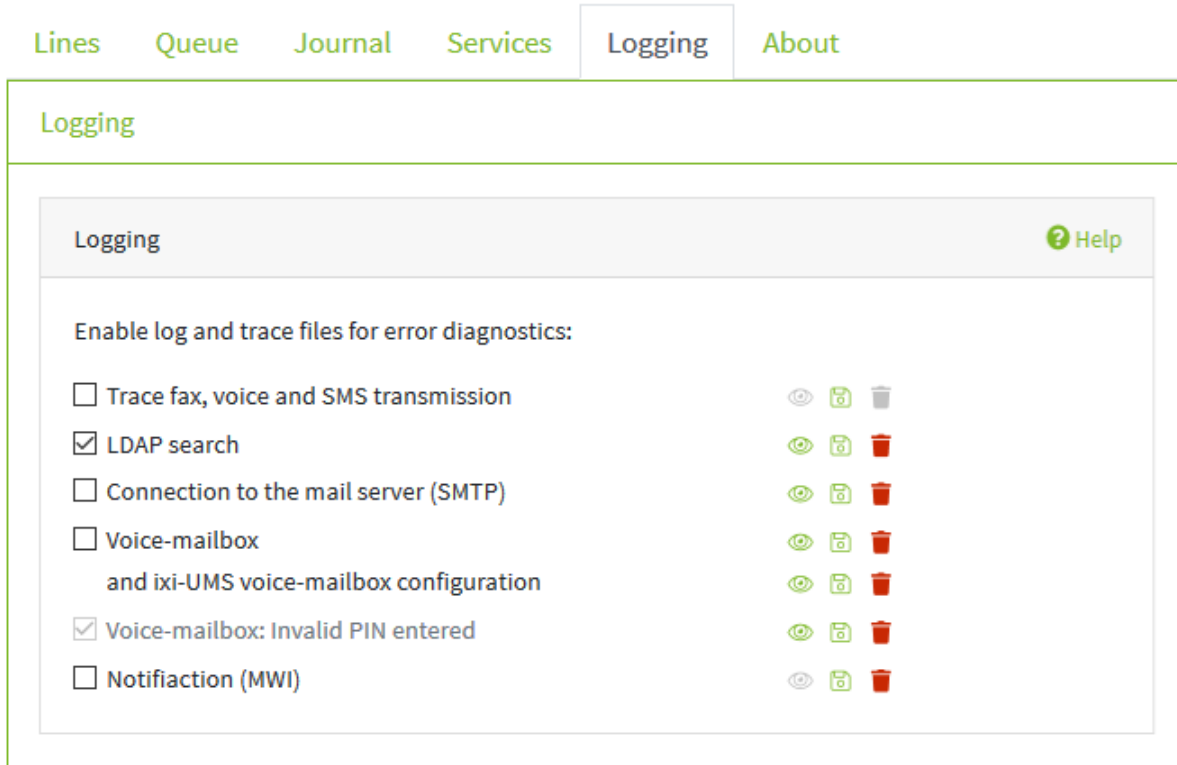 Lines Queue Journal Services Logging About
Logging
Logging Help
Enable log and trace files for error diagnostics:
Trace fax, voice and SMS transmission
LDAP search
Connection to the mail server (SMTP)
Voice-mailbox
and ixi-UMS voice-mailbox configuration
Voice-mailbox: Invalid PIN entered
Notifiaction (MWI)